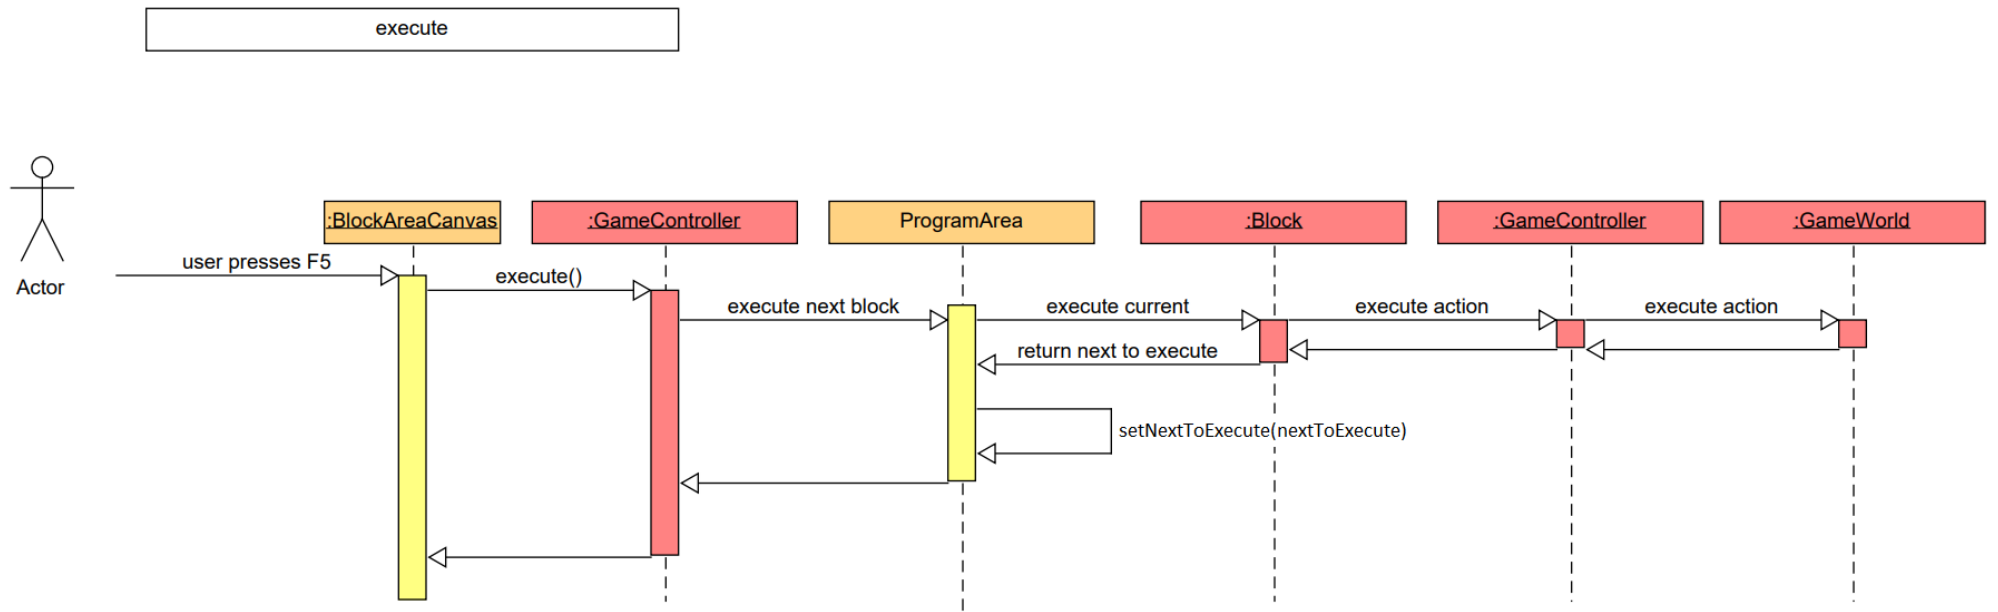 execute
:BlockAreaCanvas
:GameController
ProgramArea
:Block
:GameController
:GameWorld
Actor
user presses F5
execute()
execute next block
execute current
execute action
execute action
return next to execute
setNextToExecute(nextToExecute)